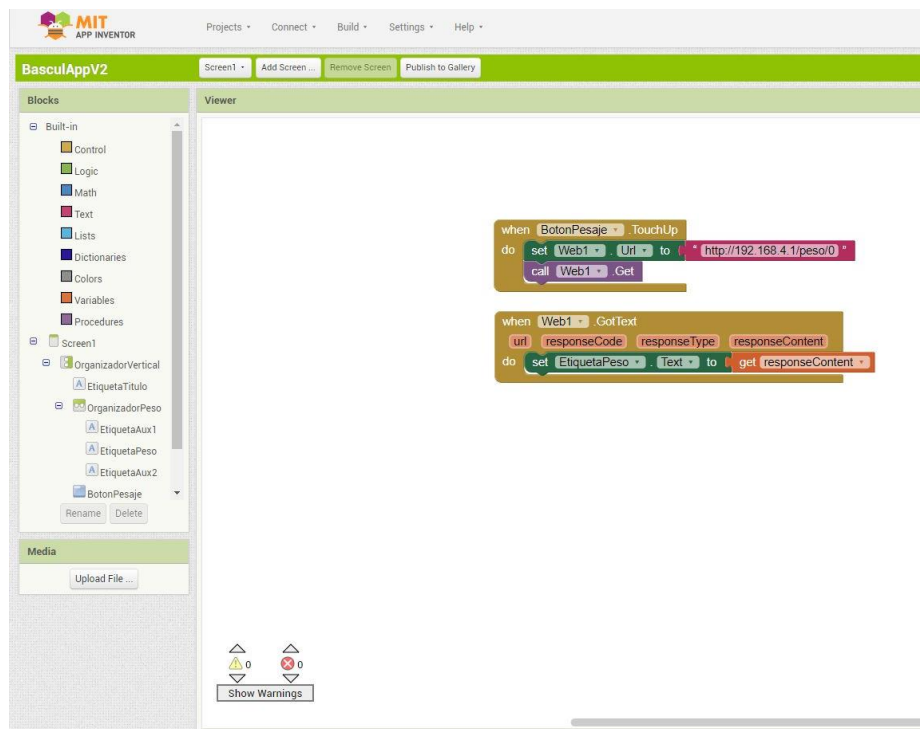 MIT
APP INVENTOR
Projects Connect Build Settings Help
BasculAppV2
Screen1 Add Screen ... Remove Screen Publish to Gallery
Blocks
Viewer
Built-in
Control
Logic
Math
Text
Lists
Dictionaries
Colors
Variables
Procedures
Screen1
OrganizadorVertical
EtiquetaTitulo
OrganizadorPeso
EtiquetaAux1
EtiquetaPeso
EtiquetaAux2
BotonPesaje
Rename Delete
Media
Upload File ...
when BotonPesaje .TouchUp
do set Web1 . Url to " http://192.168.4.1/peso/0 "
call Web1 .Get
when Web1 .GotText
url responseCode responseType responseContent
do set EtiquetaPeso . Text to get responseContent
0 0
Show Warnings